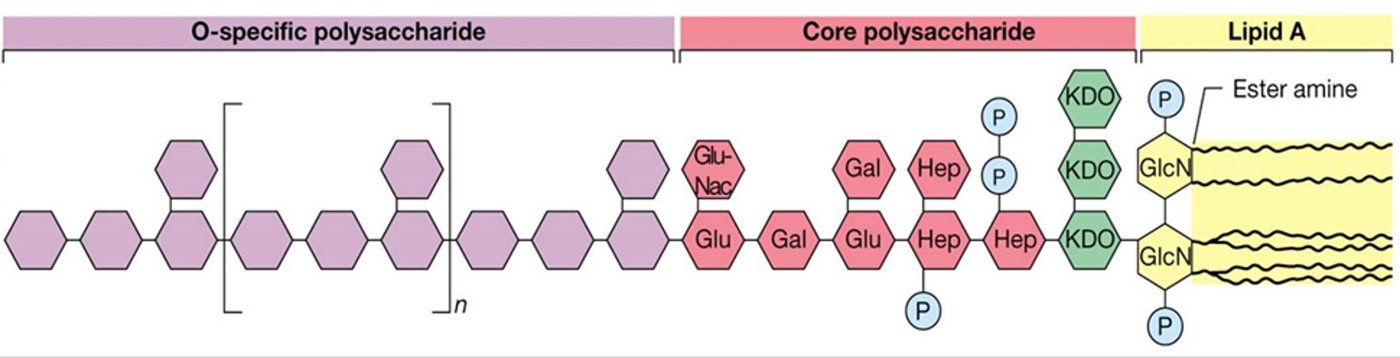 O-specific polysaccharide
Core polysaccharide
Lipid A
Ester amine
KDO
P
P
Glu-
Nac
Gal
Hep
P
KDO
GlcN
n
Glu
Gal
Glu
Hep
Hep
KDO
GlcN
P
P